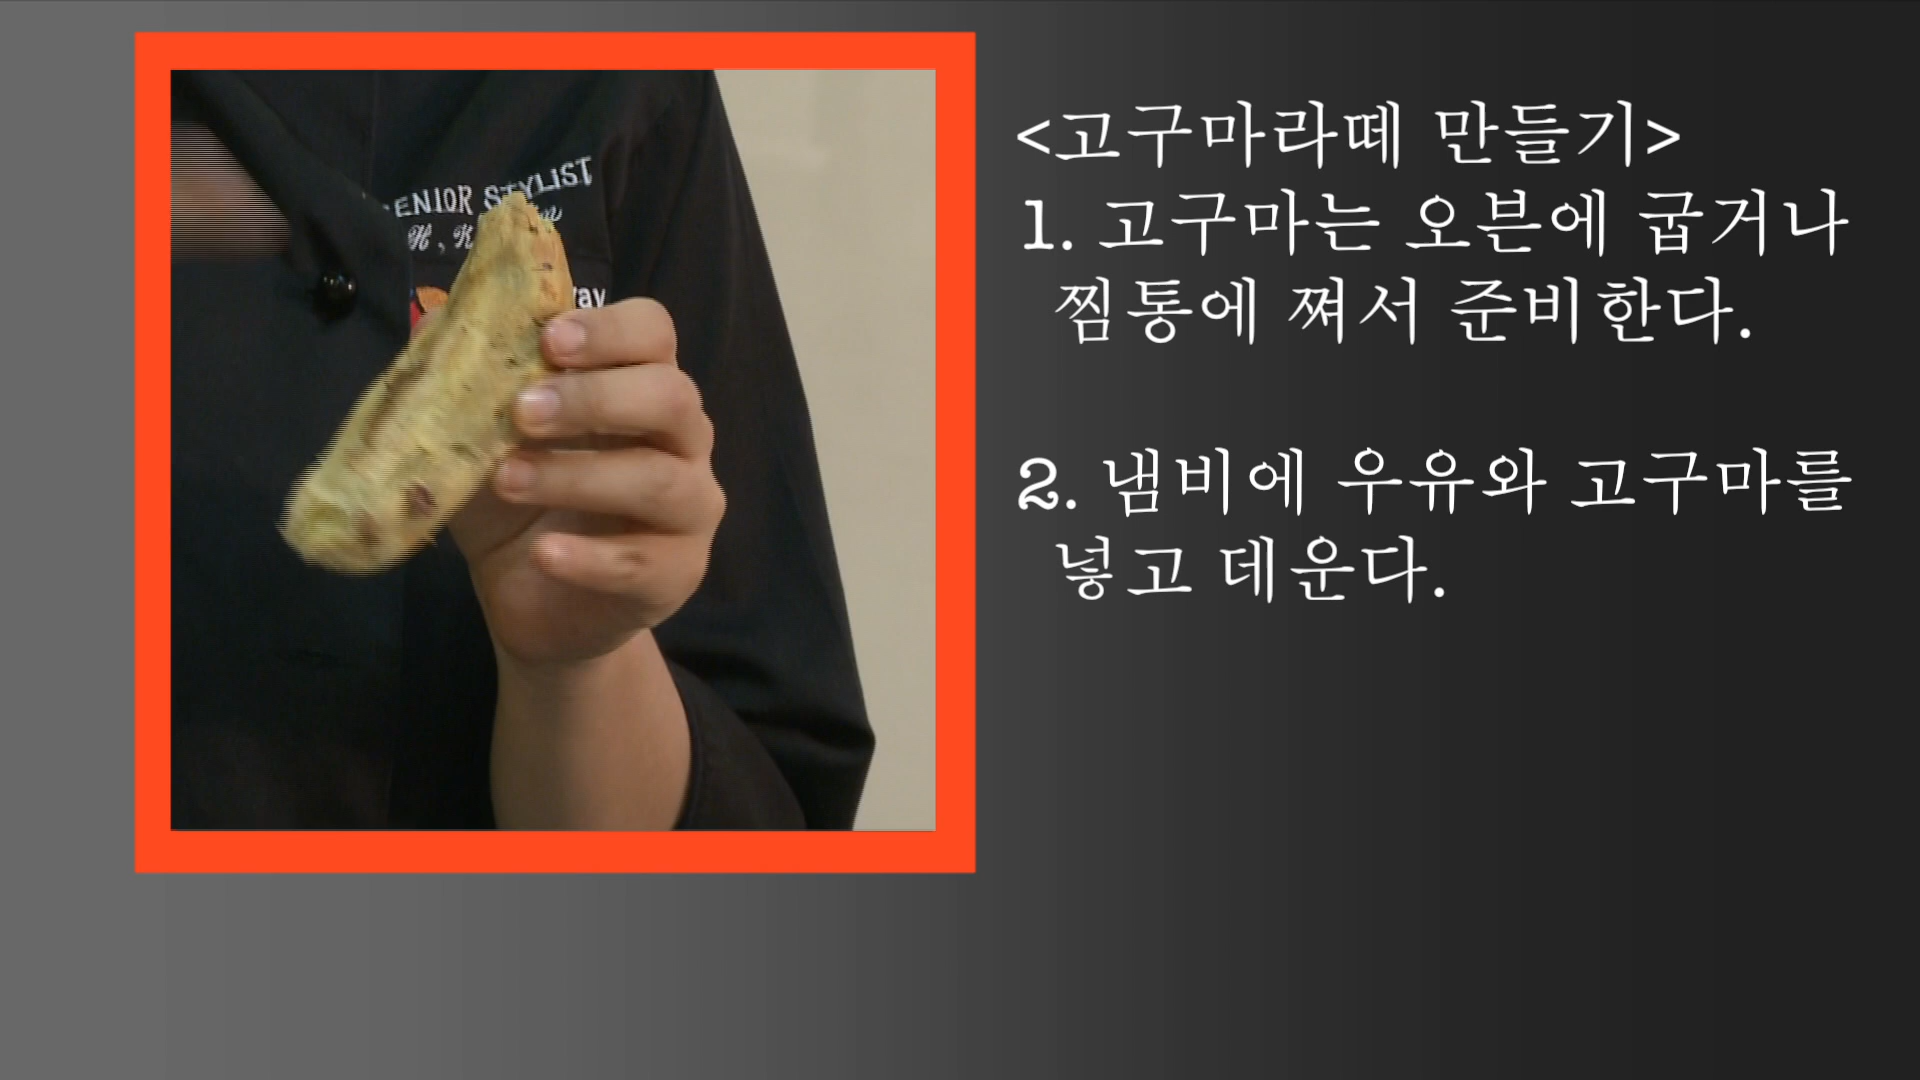 <고구마라떼 만들기>
1. 고구마는 오븐에 굽거나
찜통에 쪄서 준비한다.
2. 냄비에 우유와 고구마를
넣고 데운다.
SENIOR STYLIST
H, K